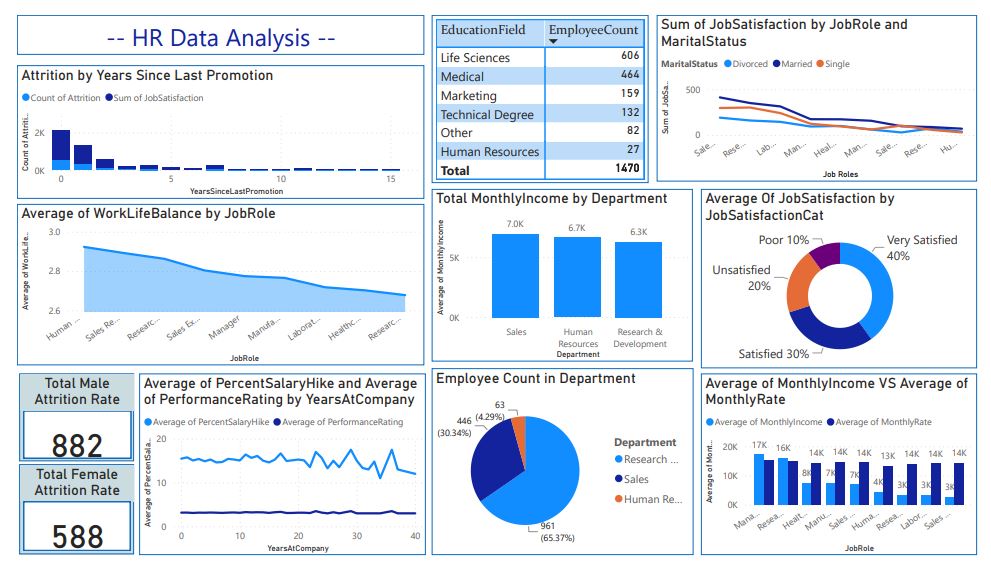 -- HR Data Analysis --
Attrition by Years Since Last Promotion
Count of Attrition Sum of JobSatisfaction
Count of Attriti...
2K
0K
0 5 10 15
YearsSinceLastPromotion
EducationField EmployeeCount
Life Sciences 606
Medical 464
Marketing 159
Technical Degree 132
Other 82
Human Resources 27
Total 1470
Sum of JobSatisfaction by JobRole and
MaritalStatus
MaritalStatus Divorced Married Single
Sum of JobSa...
500
0
Sale... Rese... Lab... Man... Heal... Man... Sale... Rese... Hu...
Job Roles
Average of WorkLifeBalance by JobRole
Average of WorkLife...
3.0
2.8
2.6
Human ... Sales Re... Researc... Sales Ex... Manager Manufa... Laborat... Healthc... Researc...
JobRole
Total MonthlyIncome by Department
Average of MonthlyIncome
5K
0K
7.0K 6.7K 6.3K
Sales Human Research &
Resources Development
Department
Average Of JobSatisfaction by
JobSatisfactionCat
Poor 10%
Very Satisfied
40%
Unsatisfied
20%
Satisfied 30%
Total Male
Attrition Rate
882
Total Female
Attrition Rate
588
Average of PercentSalaryHike and Average
of PerformanceRating by YearsAtCompany
Average of PercentSalaryHike Average of PerformanceRating
Average of PercentSala...
20
10
0
0 10 20 30 40
YearsAtCompany
Employee Count in Department
63
(4.29%)
446
(30.34%)
961
(65.37%)
Department
Research ...
Sales
Human Re...
Average of MonthlyIncome VS Average of
MonthlyRate
Average of MonthlyIncome Average of MonthlyRate
Average of Mont...
20K
10K
0K
17K 16K 8K 14K 7K 14K 7K 14K 4K 13K 3K 14K 3K 14K 3K 14K
Mana... Resea... Healt... Manu... Sales ... Huma... Resea... Labor... Sales ...
JobRole